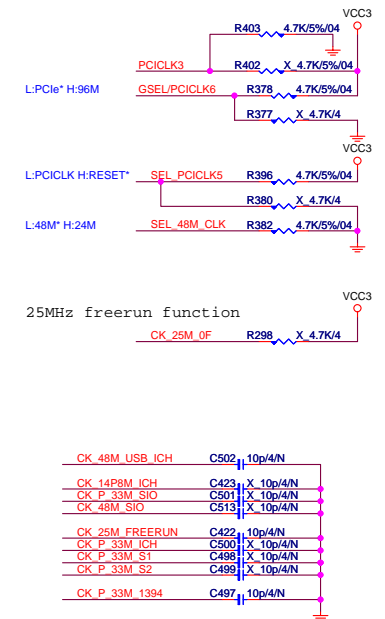 VCC3
R403 4.7K/5%/04
PCICLK3 R402 X_4.7K/5%/04
L:PCIe* H:96M GSEL/PCICLK6 R378 4.7K/5%/04
R377 X_4.7K/4
VCC3
L:PCICLK H:RESET* SEL_PCICLK5 R396 4.7K/5%/04
R380 X_4.7K/4
L:48M* H:24M SEL_48M_CLK R382 4.7K/5%/04
VCC3
25MHz freerun function
CK_25M_0F R298 X_4.7K/4
CK_48M_USB_ICH C502 10p/4/N
CK_14P8M_ICH C423 X_10p/4/N
CK_P_33M_SIO C501 X_10p/4/N
CK_48M_SIO C513 X_10p/4/N
CK_25M_FREERUN C422 X_10p/4/N
CK_P_33M_ICH C500 X_10p/4/N
CK_P_33M_S1 C498 X_10p/4/N
CK_P_33M_S2 C499 X_10p/4/N
CK_P_33M_1394 C497 10p/4/N